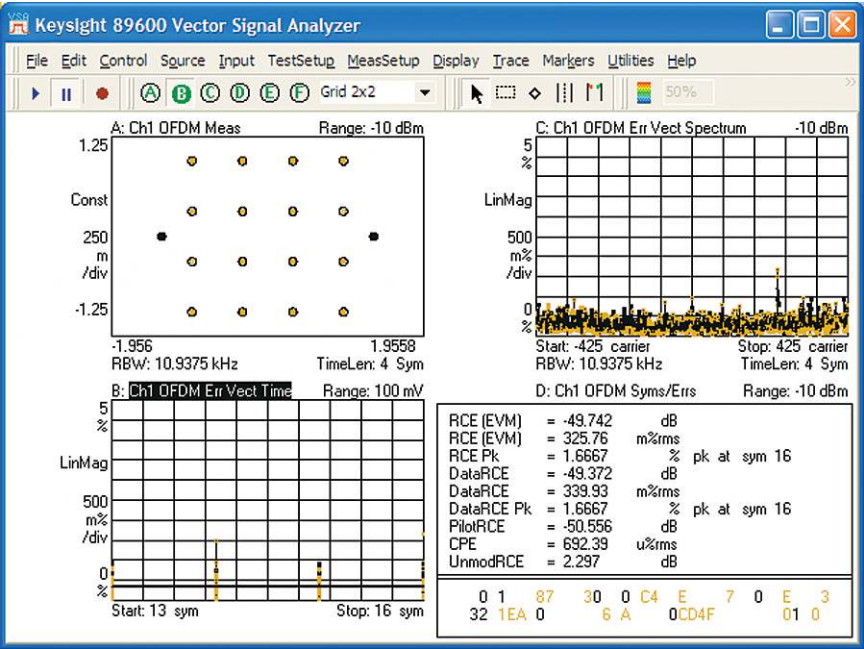 Keysight 89600 Vector Signal Analyzer
File Edit Control Source Input TestSetup MeasSetup Display Trace Markers Utilities Help
A B C D E F Grid 2x2 50%
A: Ch1 OFDM Meas Range: -10 dBm
1.25
Const
250
m
/div
-1.25
-1.956 1.9558
RBW: 10.9375 kHz TimeLen: 4 Sym
C: Ch1 OFDM Err Vect Spectrum -10 dBm
5
%
LinMag
500
m%
/div
0
%
Start: -425 carrier Stop: 425 carrier
RBW: 10.9375 kHz TimeLen: 4 Sym
B: Ch1 OFDM Err Vect Time Range: 100 mV
5
%
LinMag
500
m%
/div
0
%
Start: 13 sym Stop: 16 sym
D: Ch1 OFDM Syms/Errs Range: -10 dBm
RCE (EVM) = -49.742 dB
RCE (EVM) = 325.76 m%rms
RCE Pk = 1.6667 % pk at sym 16
DataRCE = -49.372 dB
DataRCE = 339.93 m%rms
DataRCE Pk = 1.6667 % pk at sym 16
PilotRCE = -50.556 dB
CPE = 692.39 u%rms
UnmodRCE = 2.297 dB
0 1 87 30 0 C4 E 7 0 E 3
32 1EA 0 6 A 0CD4F 01 0